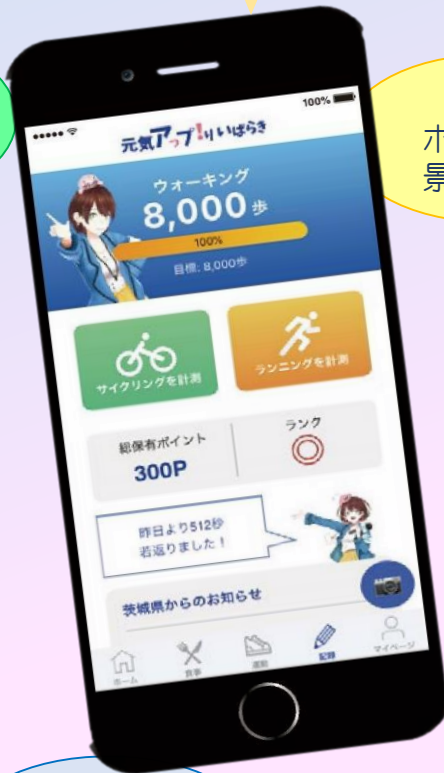 100%
元気アップ!りいばらき
ウォーキング
8,000 歩
100%
目標: 8,000歩
サイクリングを計測
ランニングを計測
総保有ポイント
300P
ランク
昨日より512秒
若返りました!
茨城県からのお知らせ
ホーム
食事
運動
記録
マイページ
景